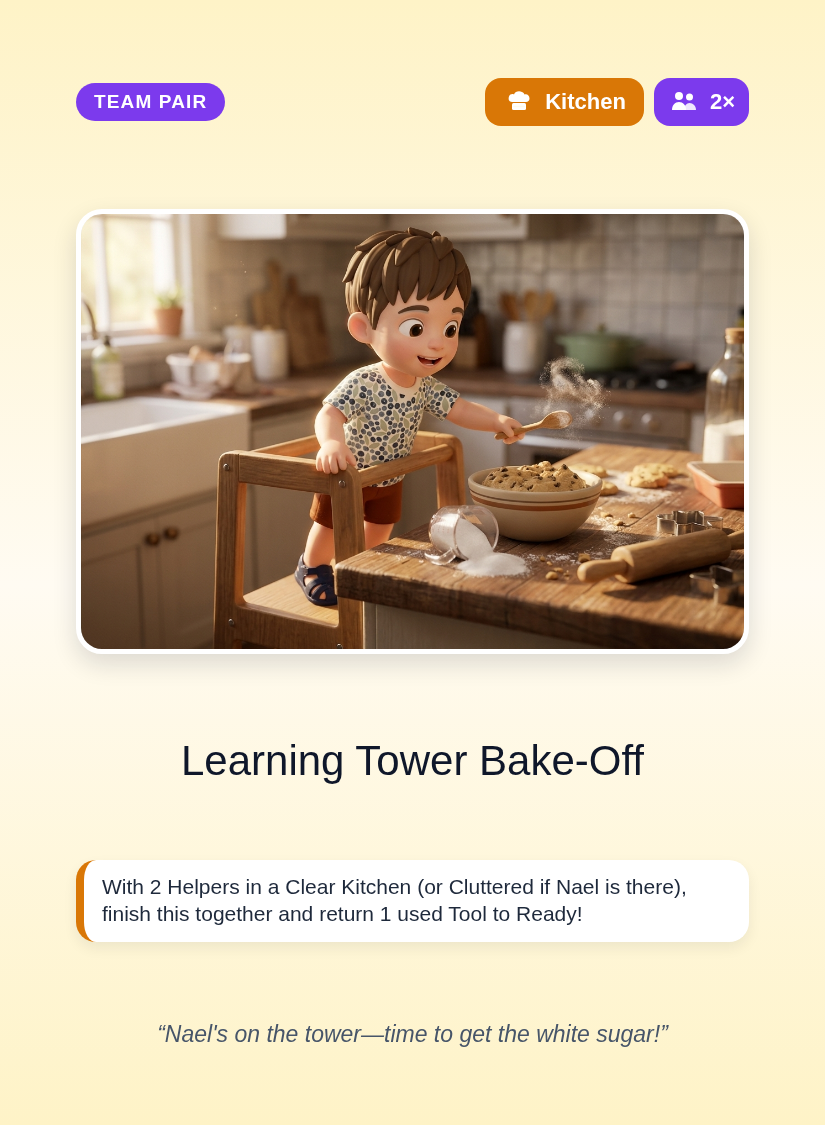 TEAM PAIR
Kitchen
2×
Learning Tower Bake-Off
With 2 Helpers in a Clear Kitchen (or Cluttered if Nael is there),
finish this together and return 1 used Tool to Ready!
“Nael's on the tower—time to get the white sugar!”